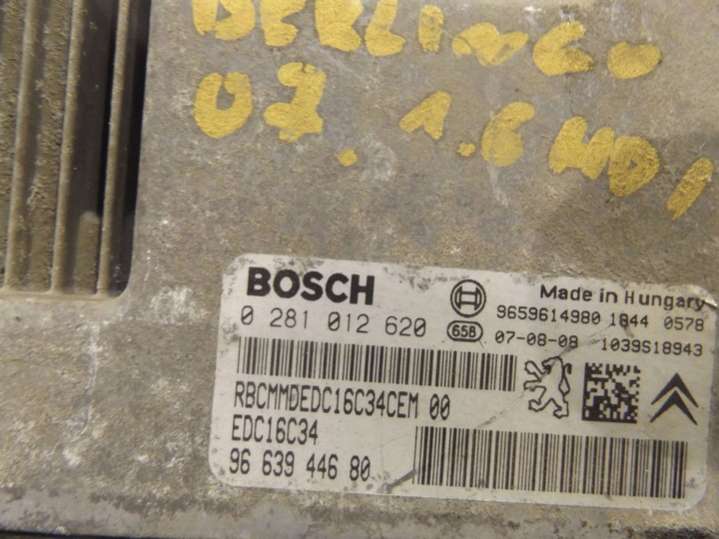 BERLINGO
07. 1.6 HDI
BOSCH
Made in Hungary
0 281 012 620
9659614980 1844 0578
658 07-08-08 1039S18943
RBCMMDEDC16C34CEM 00
EDC16C34
96 639 446 80